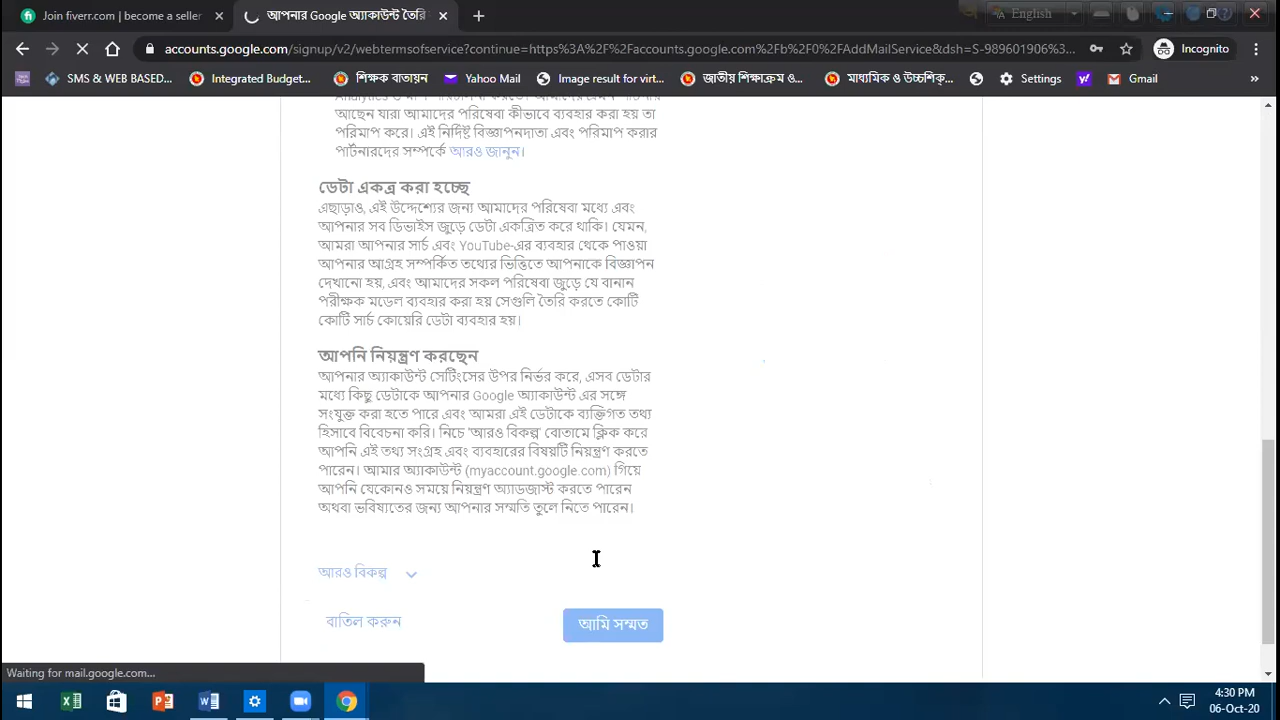 Join fiverr.com | become a seller
আপনার Google অ্যাকাউন্ট তৈরি
English
accounts.google.com/signup/v2/webtermsofservice?continue=https%3A%2F%2Faccounts.google.com%2Fb%2F0%2FAddMailService&dsh=S-989601906%3...
Incognito
SMS & WEB BASED...
Integrated Budget...
শিক্ষক বাতায়ন
Yahoo Mail
Image result for virt...
জাতীয় শিক্ষাক্রম ও...
মাধ্যমিক ও উচ্চশিক্...
Settings
Gmail
»
আছেন যারা আমাদের পরিষেবা কীভাবে ব্যবহার করা হয় তা
পরিমাপ করে। এই নির্দিষ্ট বিজ্ঞাপনদাতা এবং পরিমাপ করার
পার্টনারদের সম্পর্কে আরও জানুন।
ডেটা একত্র করা হচ্ছে
এছাড়াও, এই উদ্দেশ্যের জন্য আমাদের পরিষেবা মধ্যে এবং
আপনার সব ডিভাইস জুড়ে ডেটা একত্রিত করে থাকি। যেমন,
আমরা আপনার সার্চ এবং YouTube-এর ব্যবহার থেকে পাওয়া
আপনার আগ্রহ সম্পর্কিত তথ্যের ভিত্তিতে আপনাকে বিজ্ঞাপন
দেখানো হয়, এবং আমাদের সকল পরিষেবা জুড়ে যে বানান
পরীক্ষক মডেল ব্যবহার করা হয় সেগুলি তৈরি করতে কোটি
কোটি সার্চ কোয়েরি ডেটা ব্যবহার হয়।
আপনি নিয়ন্ত্রণ করছেন
আপনার অ্যাকাউন্ট সেটিংসের উপর নির্ভর করে, এসব ডেটার
মধ্যে কিছু ডেটাকে আপনার Google অ্যাকাউন্ট এর সঙ্গে
সংযুক্ত করা হতে পারে এবং আমরা এই ডেটাকে ব্যক্তিগত তথ্য
হিসাবে বিবেচনা করি। নিচে 'আরও বিকল্প' বোতামে ক্লিক করে
আপনি এই তথ্য সংগ্রহ এবং ব্যবহারের বিষয়টি নিয়ন্ত্রণ করতে
পারেন। আমার অ্যাকাউন্ট (myaccount.google.com) গিয়ে
আপনি যেকোনও সময়ে নিয়ন্ত্রণ অ্যাডজাস্ট করতে পারেন
অথবা ভবিষ্যতের জন্য আপনার সম্মতি তুলে নিতে পারেন।
আরও বিকল্প
বাতিল করুন
আমি সম্মত
Waiting for mail.google.com...
4:30 PM
06-Oct-20